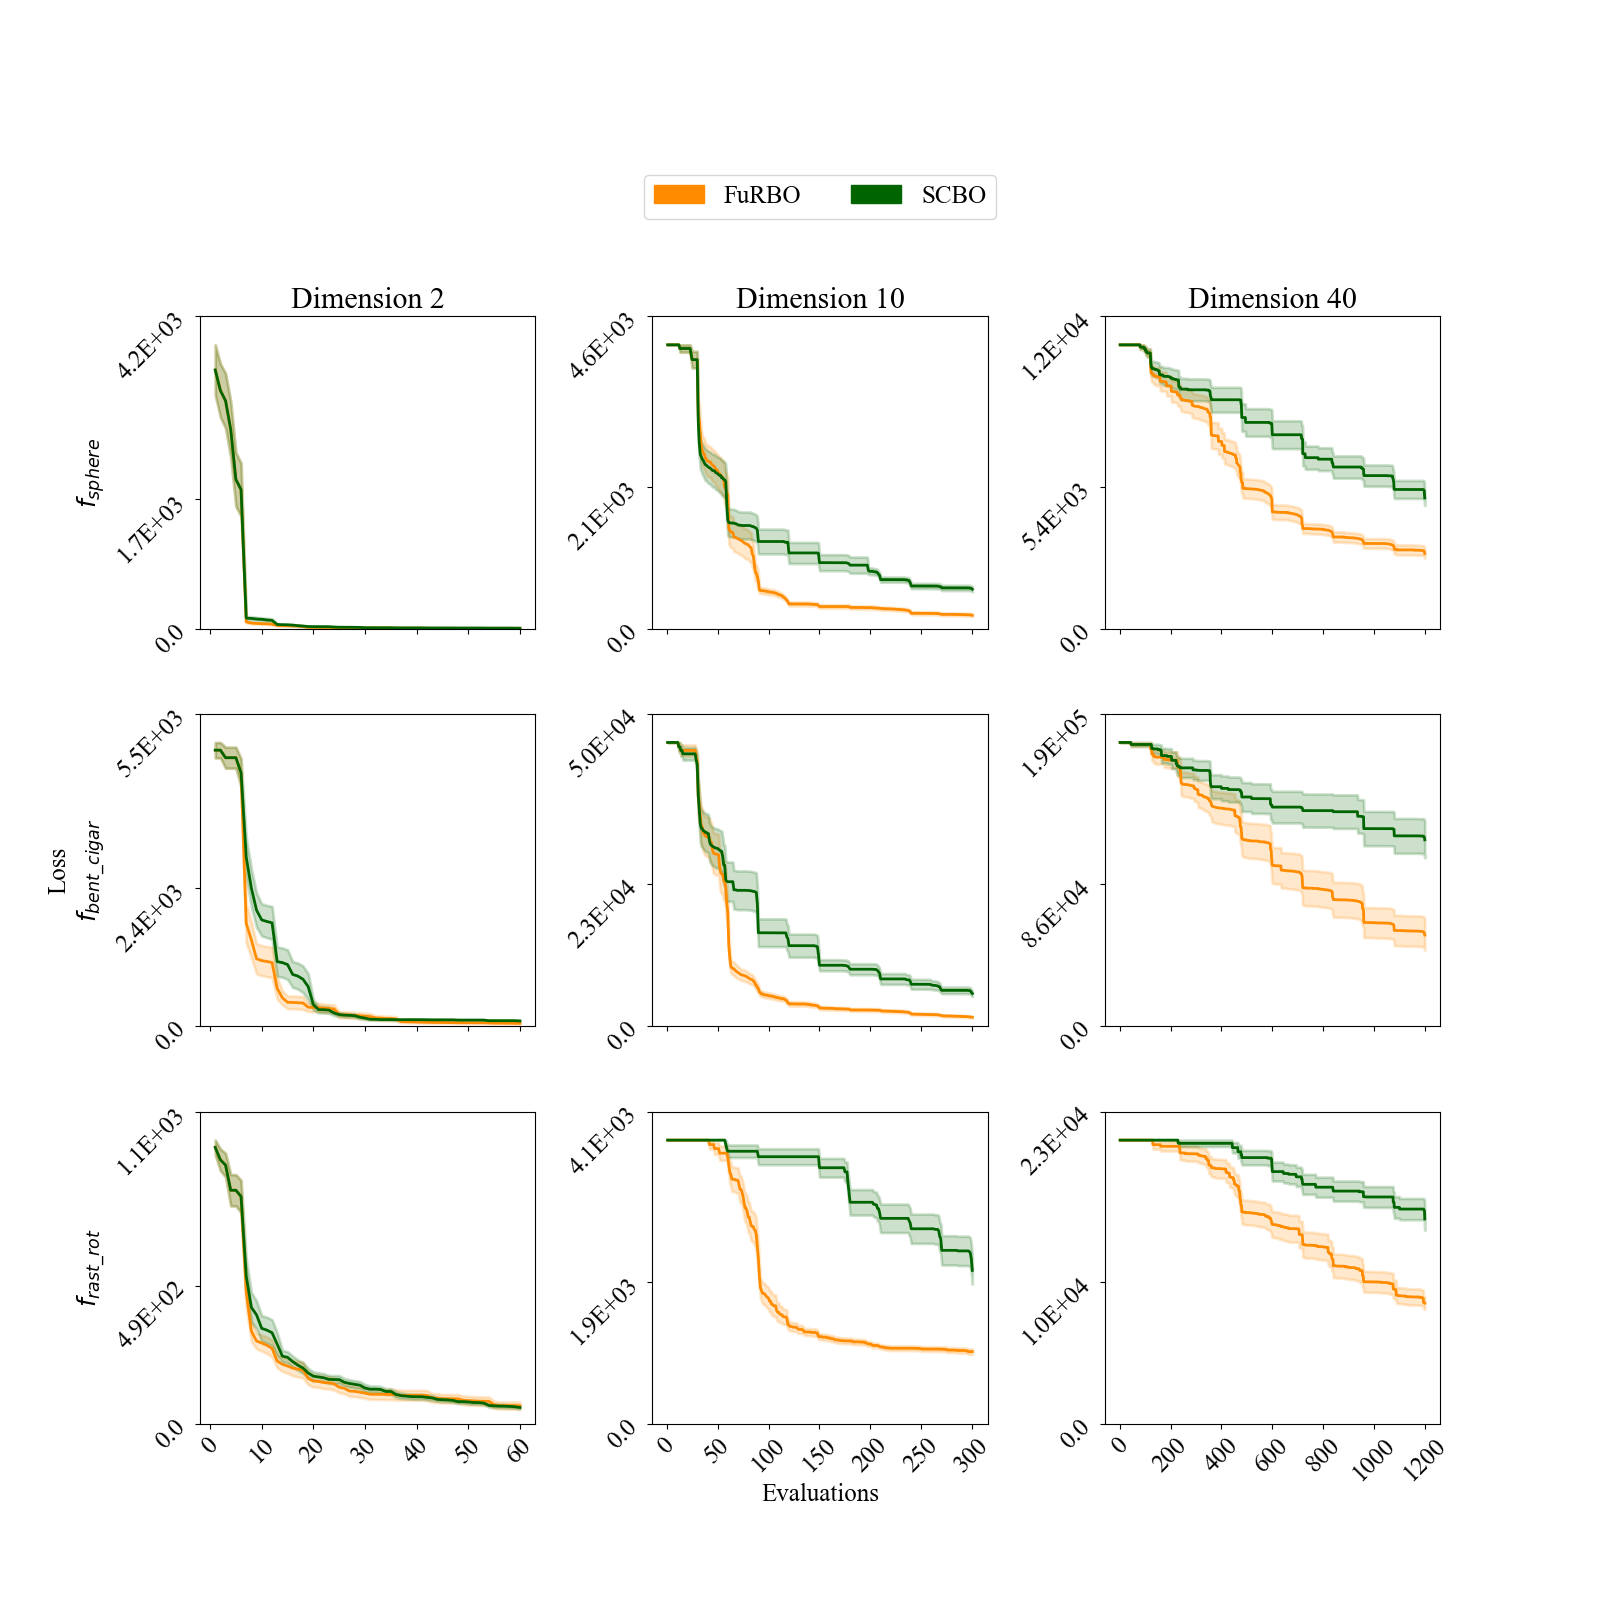 FuRBO SCBO
Dimension 2 Dimension 10 Dimension 40
4.2E+03 4.6E+03 1.2E+04
f_sphere
1.7E+03 2.1E+03 5.4E+03
0.0 0.0 0.0
5.5E+03 5.0E+04 1.9E+05
Loss
f_bent_cigar
2.4E+03 2.3E+04 8.6E+04
0.0 0.0 0.0
1.1E+03 4.1E+03 2.3E+04
f_rast_rot
4.9E+02 1.9E+03 1.0E+04
0.0 0.0 0.0
0 10 20 30 40 50 60 0 50 100 150 200 250 300 0 200 400 600 800 1000 1200
Evaluations